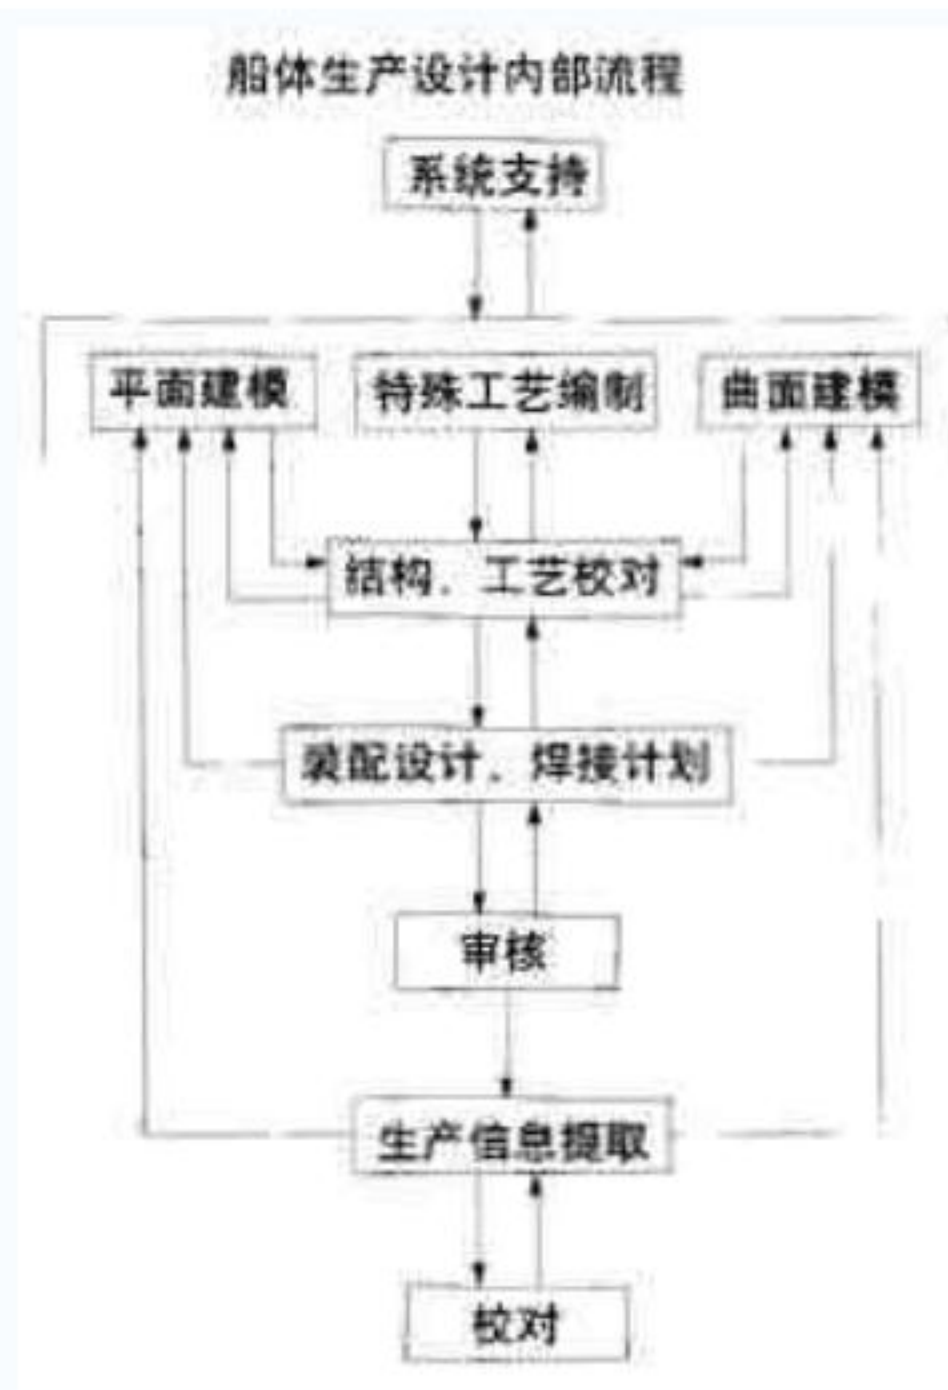 船体生产设计内部流程
系统支持
平面建模
特殊工艺编制
曲面建模
结构、工艺校对
装配设计、焊接计划
审核
生产信息提取
校对